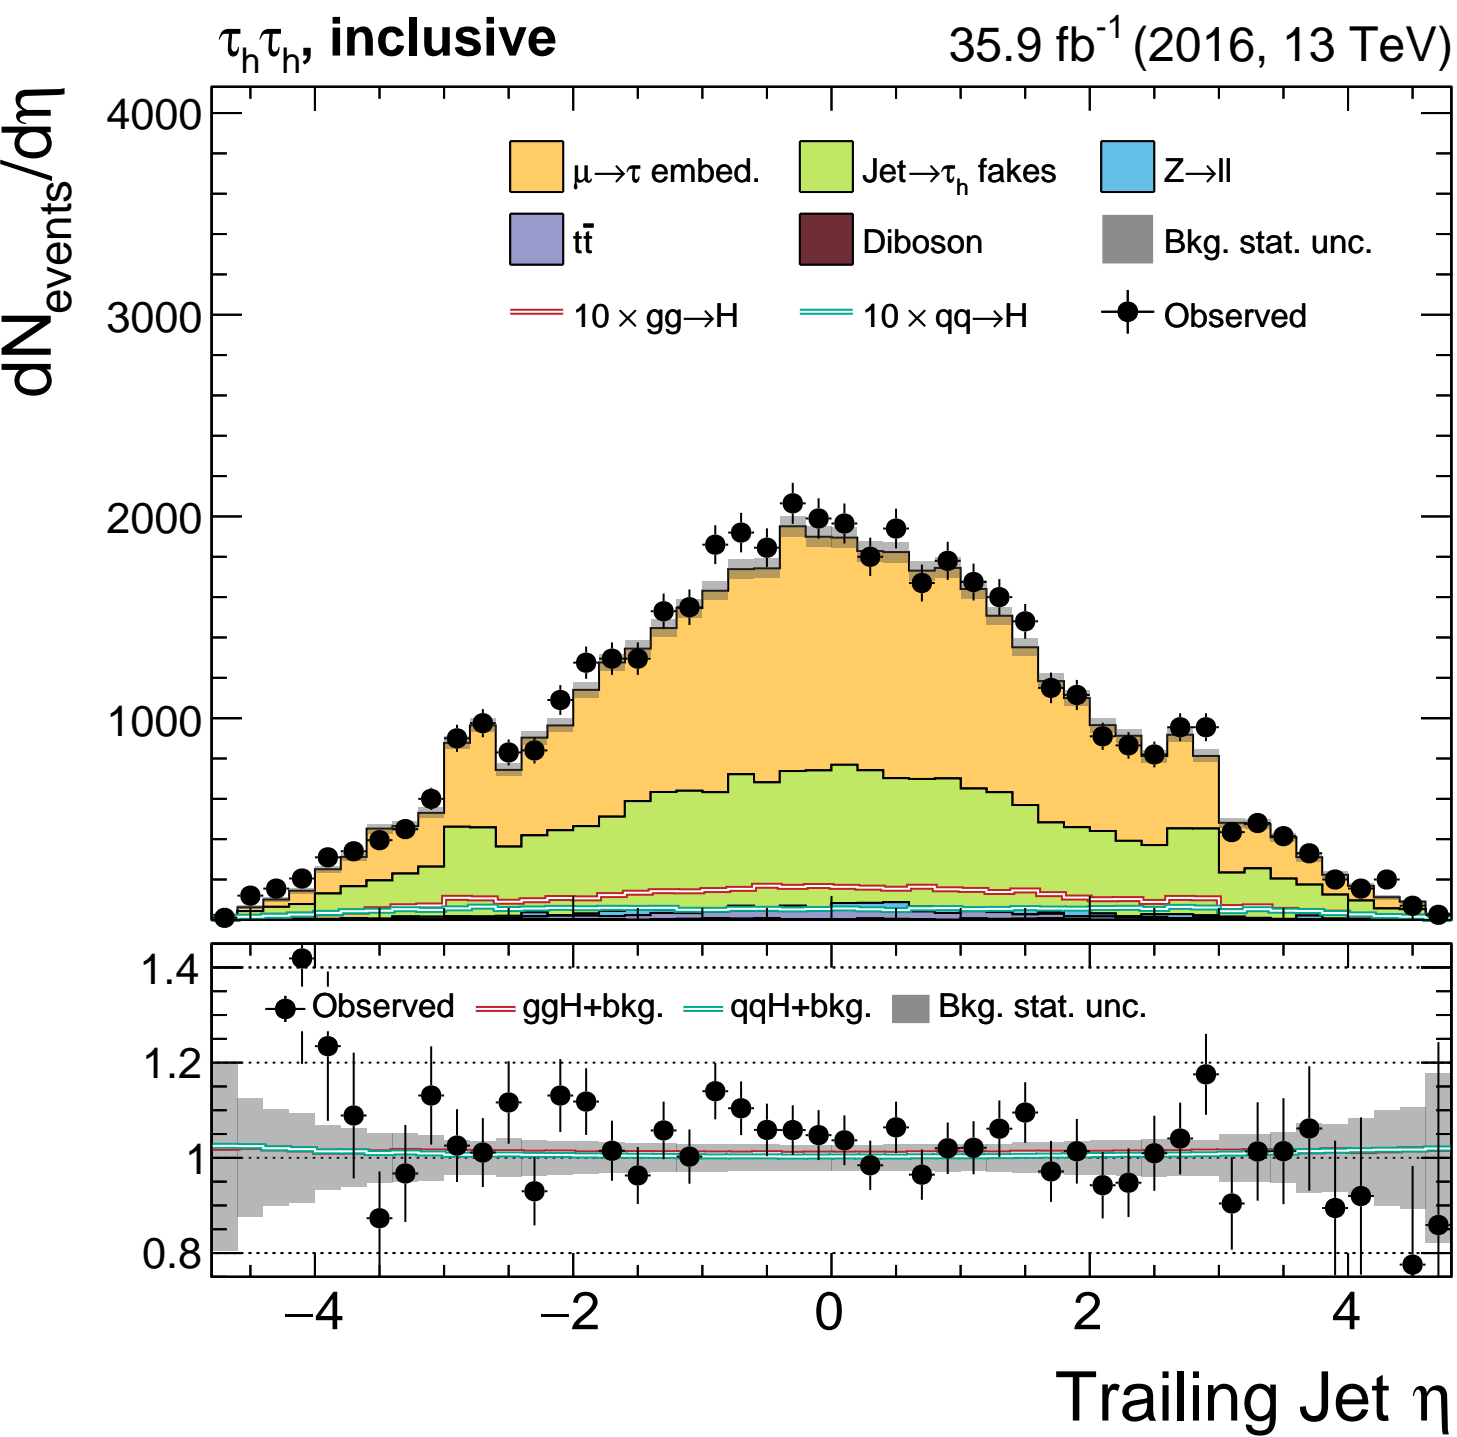 τhτh, inclusive 35.9 fb-1 (2016, 13 TeV)
dNevents/dη
4000
μ→τ embed. Jet→τh fakes Z→ll
tt̄ Diboson Bkg. stat. unc.
3000
10 × gg→H 10 × qq→H Observed
2000
1000
1.4
Observed ggH+bkg. qqH+bkg. Bkg. stat. unc.
1.2
1
0.8
−4 −2 0 2 4
Trailing Jet η